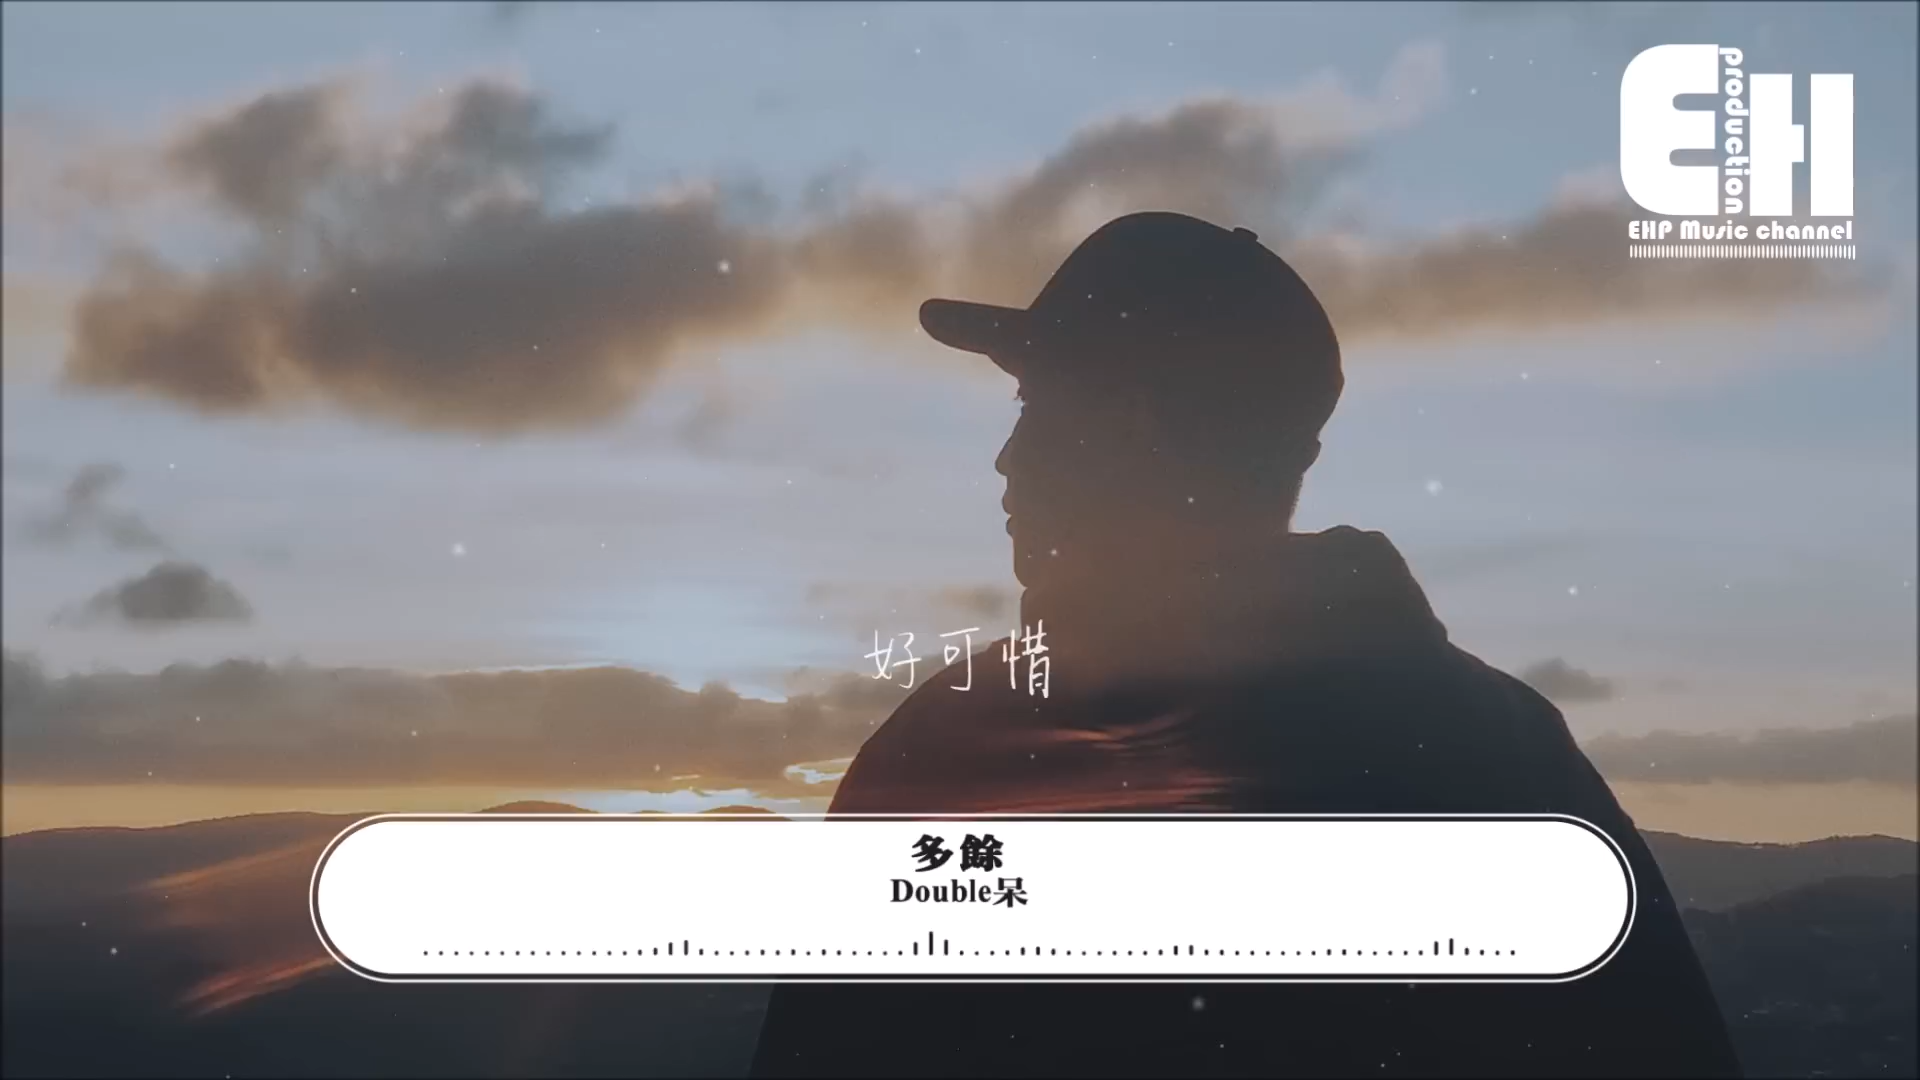 EH
production
EHP Music channel
好可惜
多餘
Double呆